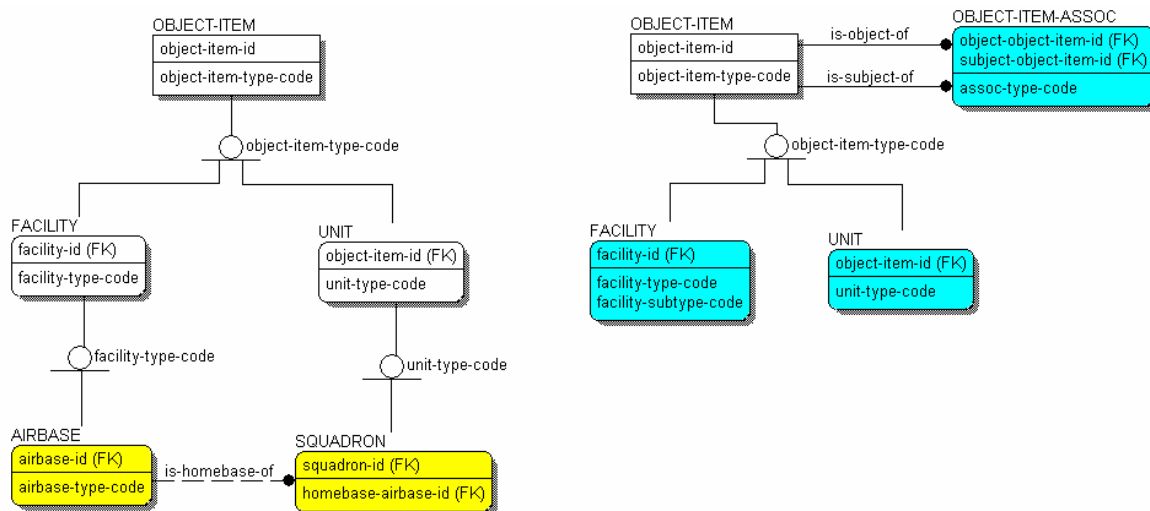 OBJECT-ITEM
object-item-id
object-item-type-code
object-item-type-code
FACILITY
facility-id (FK)
facility-type-code
UNIT
object-item-id (FK)
unit-type-code
facility-type-code
unit-type-code
AIRBASE
airbase-id (FK)
airbase-type-code
is-homebase-of
SQUADRON
squadron-id (FK)
homebase-airbase-id (FK)
OBJECT-ITEM
object-item-id
object-item-type-code
is-object-of
is-subject-of
OBJECT-ITEM-ASSOC
object-object-item-id (FK)
subject-object-item-id (FK)
assoc-type-code
object-item-type-code
FACILITY
facility-id (FK)
facility-type-code
facility-subtype-code
UNIT
object-item-id (FK)
unit-type-code